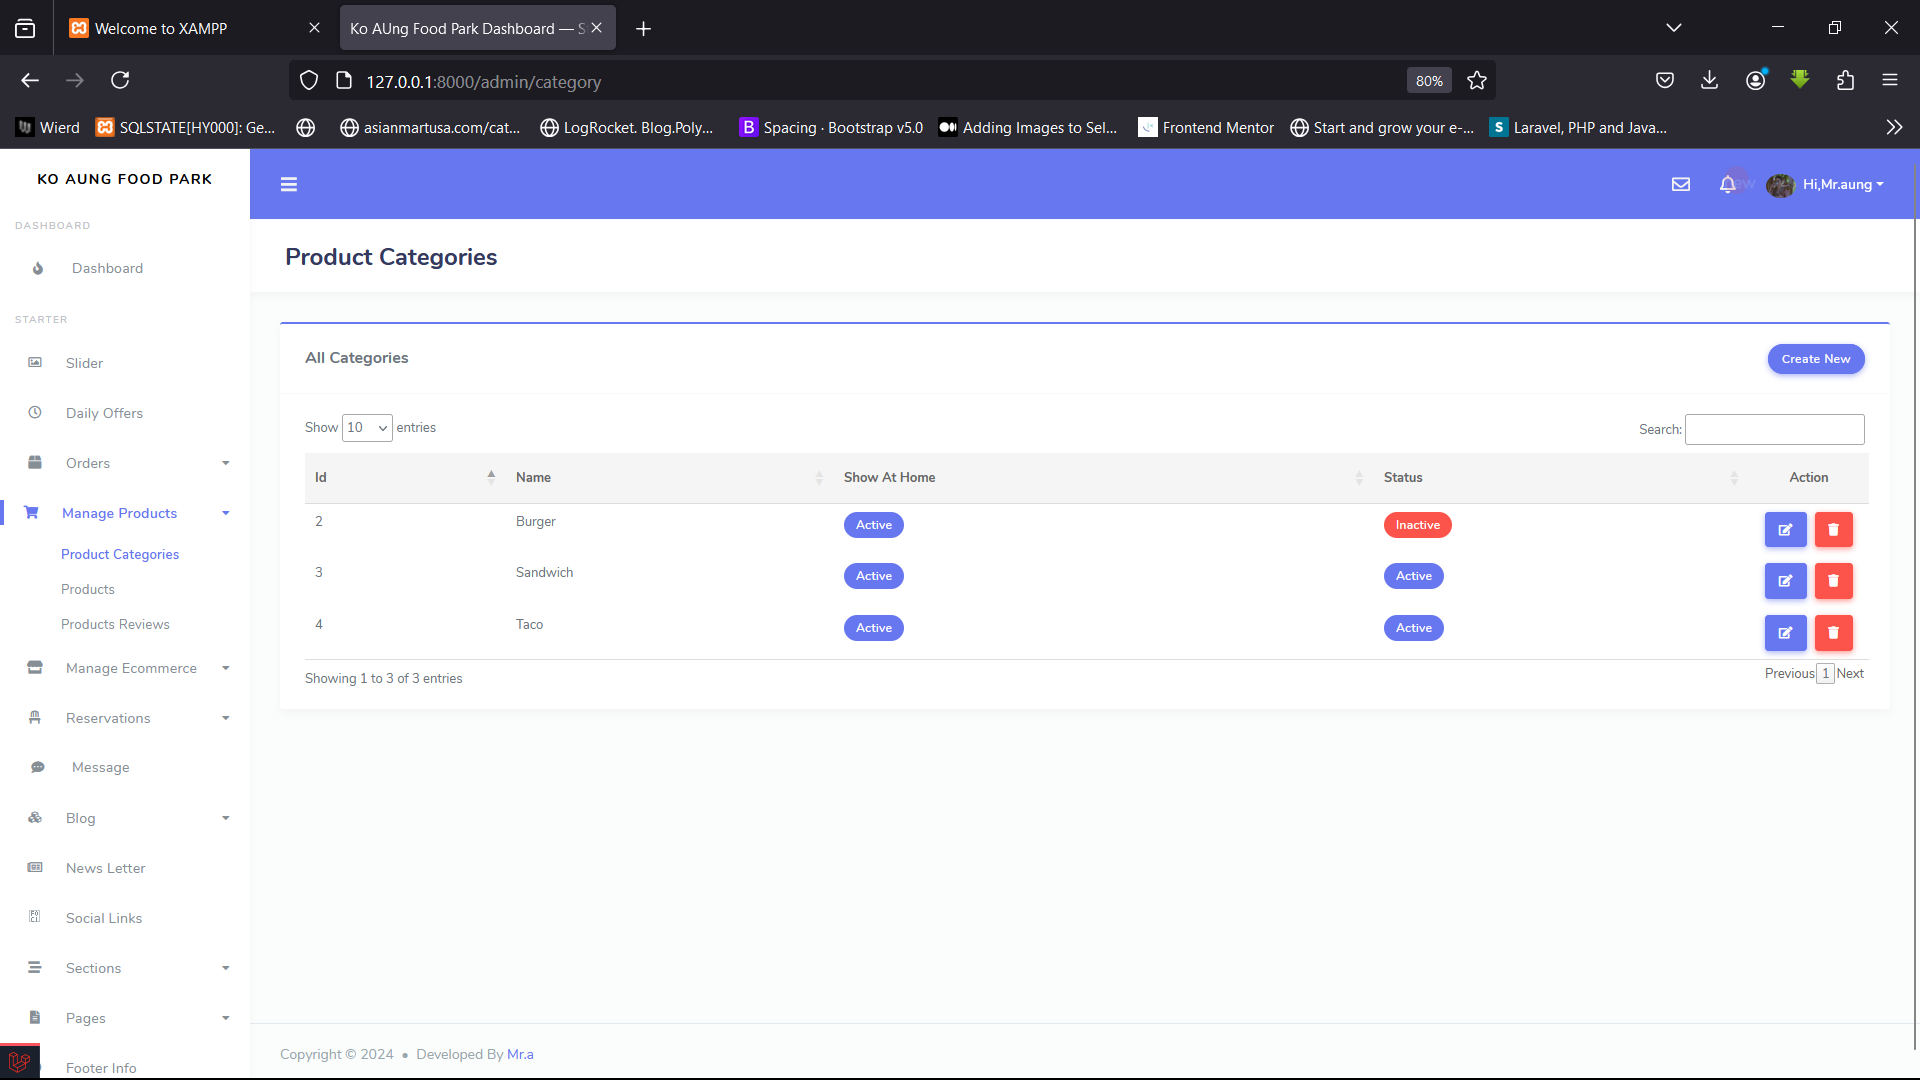 Welcome to XAMPP
Ko AUng Food Park Dashboard — S
127.0.0.1:8000/admin/category
80%
Wierd
SQLSTATE[HY000]: Ge...
asianmartusa.com/cat...
LogRocket. Blog.Poly...
B Spacing · Bootstrap v5.0
Adding Images to Sel...
Frontend Mentor
Start and grow your e-...
S Laravel, PHP and Java...
KO AUNG FOOD PARK
Hi,Mr.aung
DASHBOARD
Dashboard
STARTER
Slider
Daily Offers
Orders
Manage Products
Product Categories
Products
Products Reviews
Manage Ecommerce
Reservations
Message
Blog
News Letter
Social Links
Sections
Pages
Footer Info
Product Categories
All Categories
Create New
Show 10 entries
Search:
Id Name Show At Home Status Action
2 Burger Active Inactive
3 Sandwich Active Active
4 Taco Active Active
Showing 1 to 3 of 3 entries
Previous 1 Next
Copyright © 2024 • Developed By Mr.a